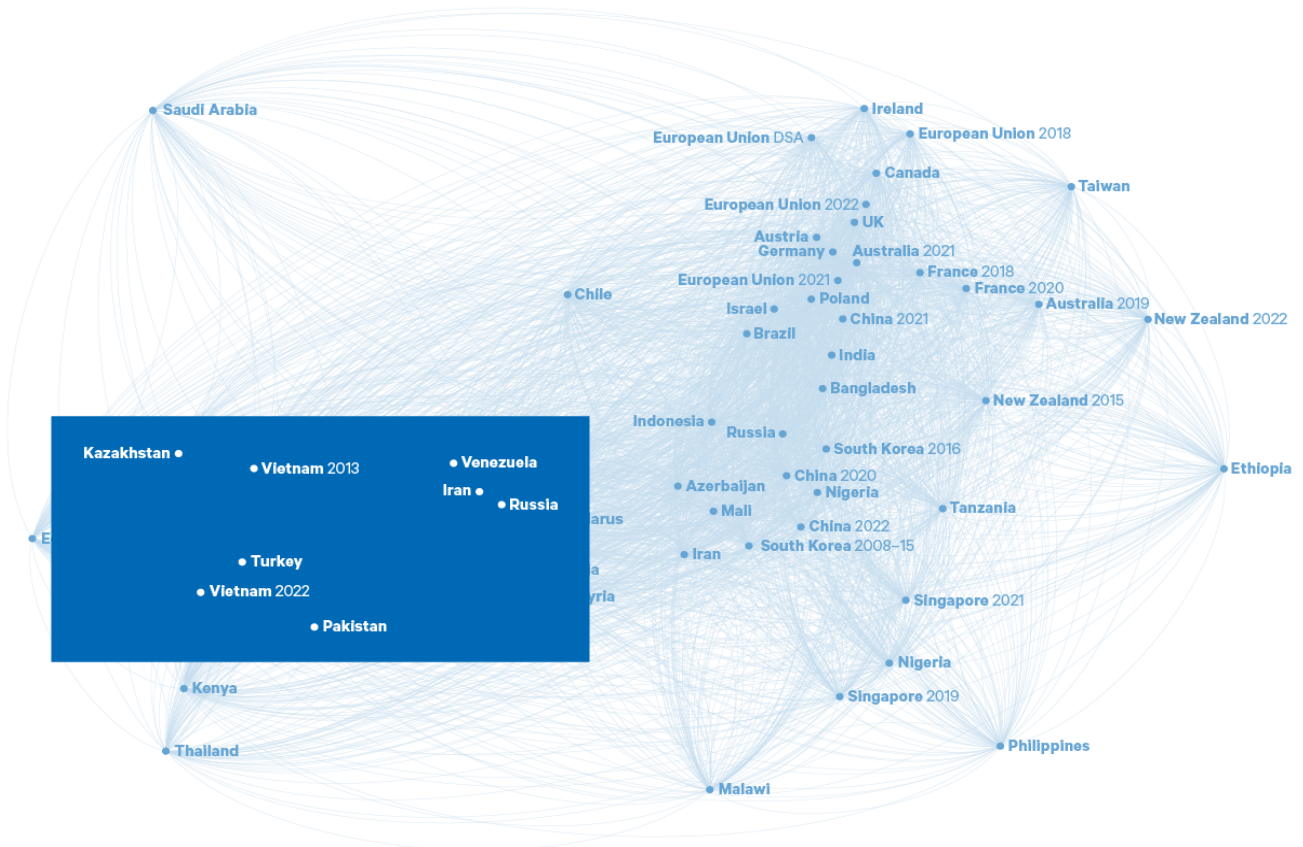 Saudi Arabia
Ireland
European Union DSA
European Union 2018
Canada
Taiwan
European Union 2022
UK
Austria
Germany
Australia 2021
France 2018
European Union 2021
France 2020
Chile
Poland
Australia 2019
Israel
China 2021
New Zealand 2022
Brazil
India
Bangladesh
New Zealand 2015
Indonesia
Russia
South Korea 2016
Kazakhstan
Vietnam 2013
Venezuela
Ethiopia
China 2020
Iran
Azerbaijan
Nigeria
Russia
Mali
Tanzania
China 2022
South Korea 2008–15
Iran
Turkey
Vietnam 2022
Singapore 2021
Pakistan
Nigeria
Kenya
Singapore 2019
Thailand
Philippines
Malawi